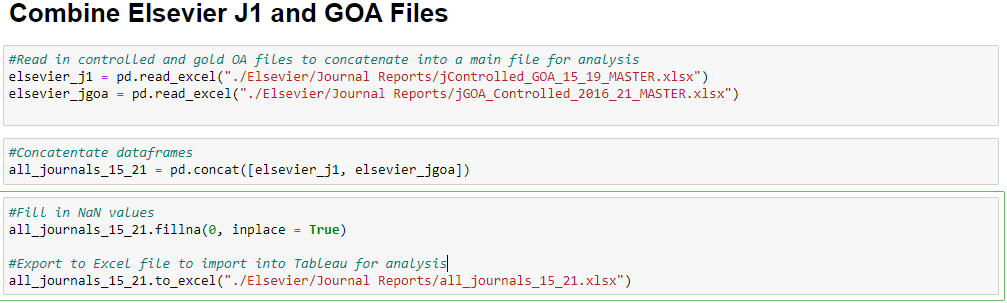 Combine Elsevier J1 and GOA Files
#Read in controlled and gold OA files to concatenate into a main file for analysis
elsevier_j1 = pd.read_excel("./Elsevier/Journal Reports/jControlled_GOA_15_19_MASTER.xlsx")
elsevier_jgoa = pd.read_excel("./Elsevier/Journal Reports/jGOA_Controlled_2016_21_MASTER.xlsx")
#Concatentate dataframes
all_journals_15_21 = pd.concat([elsevier_j1, elsevier_jgoa])
#Fill in NaN values
all_journals_15_21.fillna(0, inplace = True)
#Export to Excel file to import into Tableau for analysis
all_journals_15_21.to_excel("./Elsevier/Journal Reports/all_journals_15_21.xlsx")